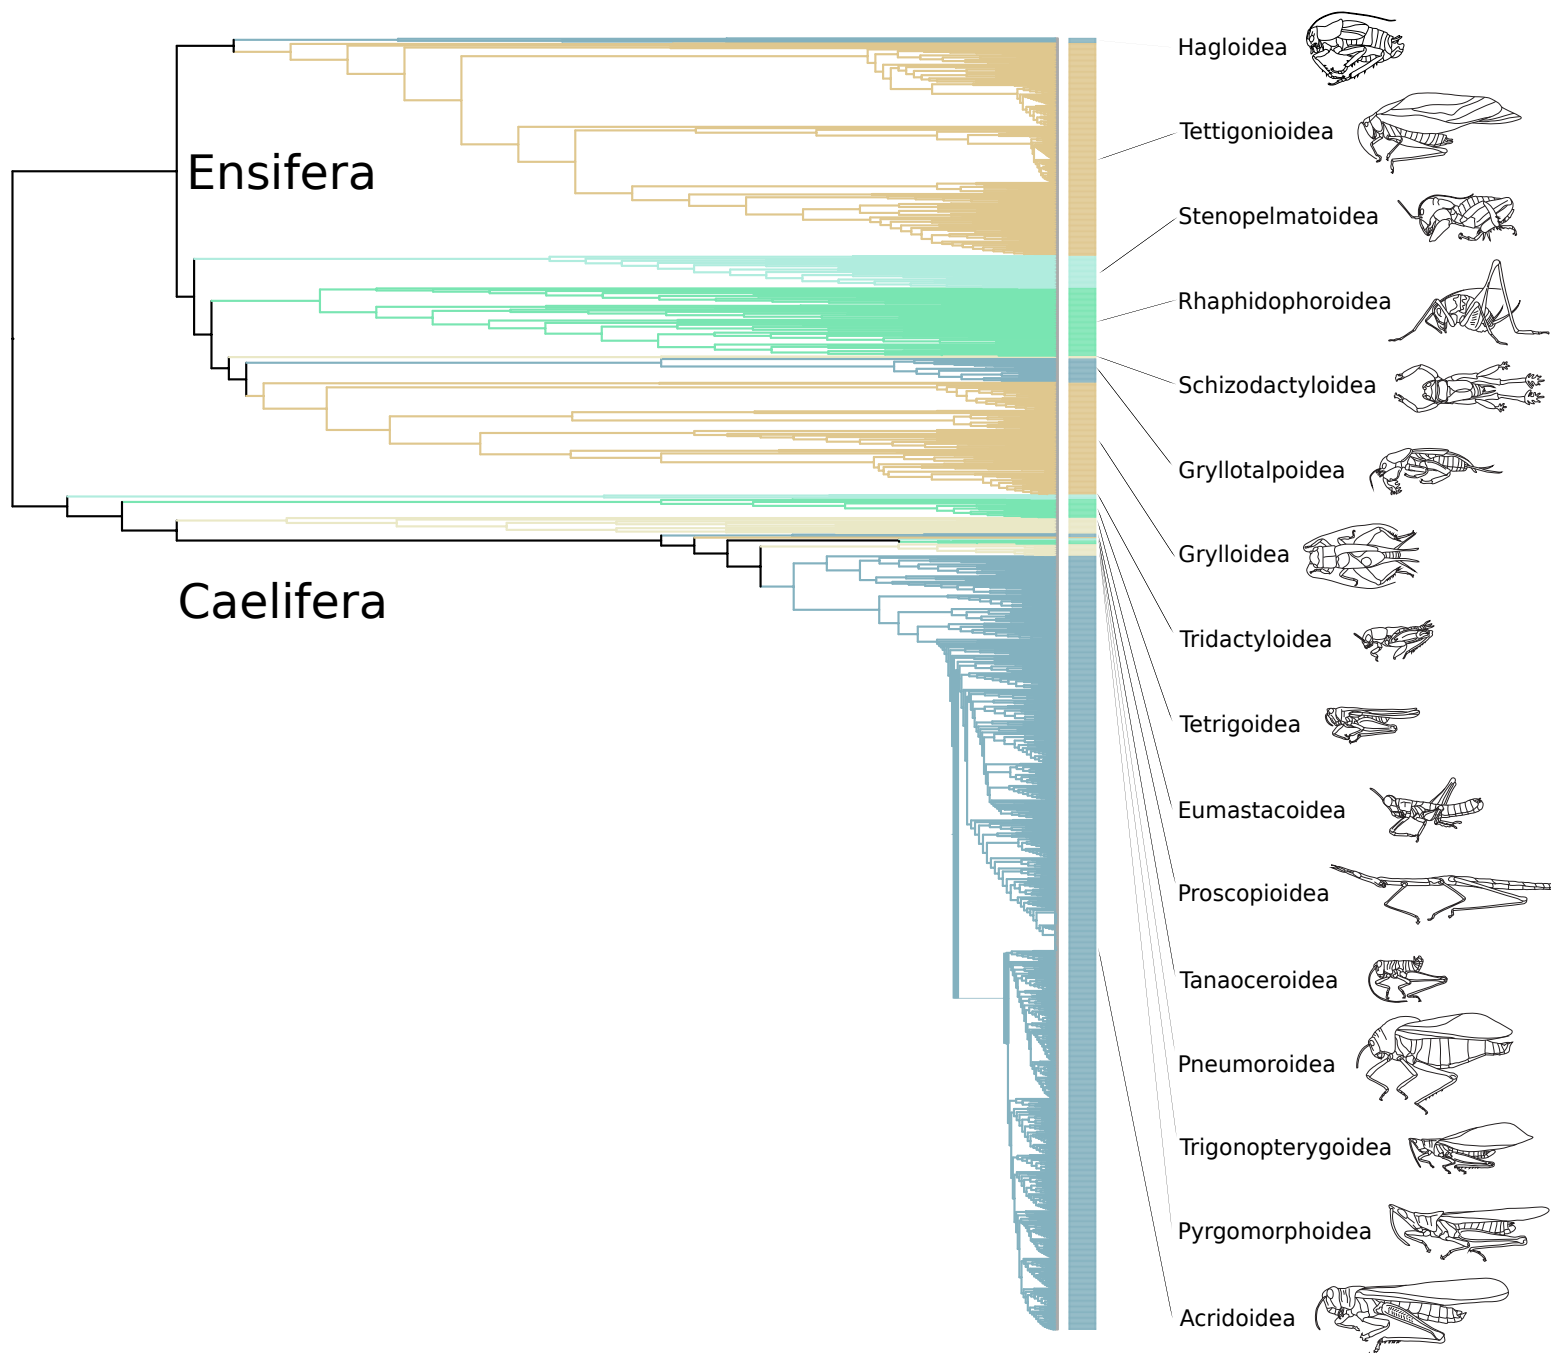 Hagloidea
Tettigonioidea
Ensifera
Stenopelmatoidea
Rhaphidophoroidea
Schizodactyloidea
Gryllotalpoidea
Grylloidea
Caelifera
Tridactyloidea
Tetrigoidea
Eumastacoidea
Proscopioidea
Tanaoceroidea
Pneumoroidea
Trigonopterygoidea
Pyrgomorphoidea
Acridoidea